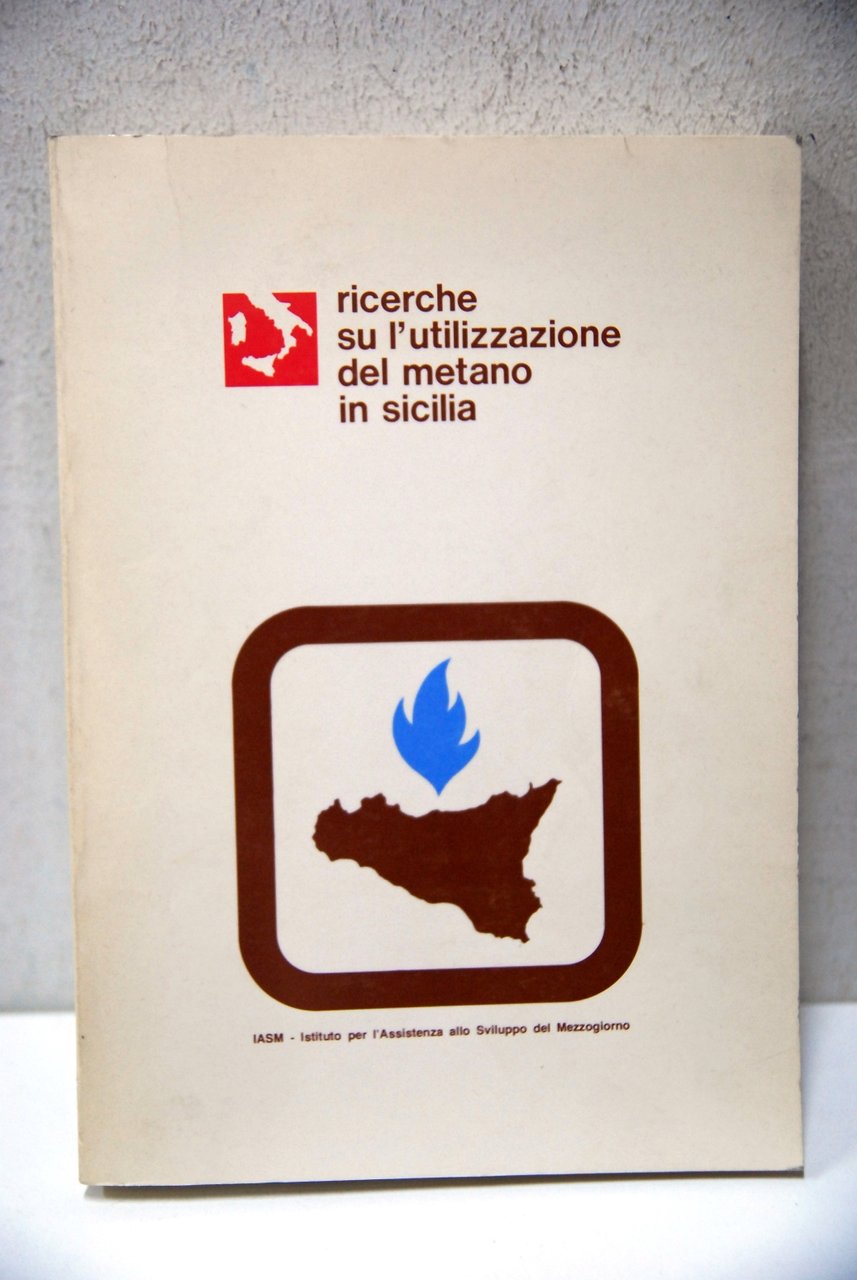 ricerche
su l'utilizzazione
del metano
in sicilia
IASM - Istituto per l'Assistenza allo Sviluppo del Mezzogiorno